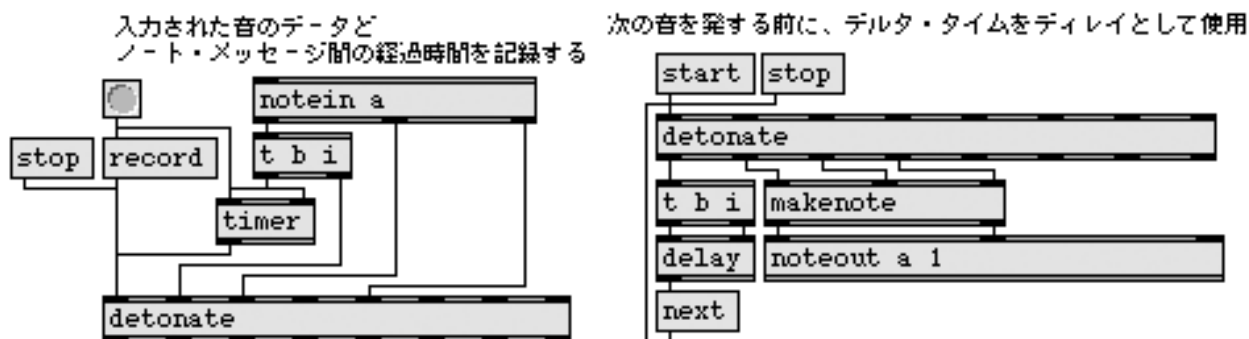 入力された音のデータと
ノート・メッセージ間の経過時間を記録する
notein a
stop
record
t b i
timer
detonate
次の音を発する前に、デルタ・タイムをディレイとして使用
start
stop
detonate
t b i
makenote
delay
noteout a 1
next